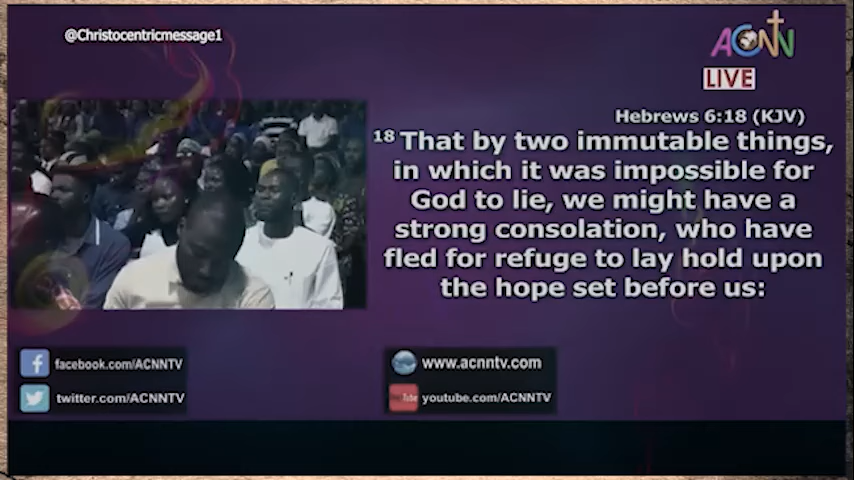 @Christocentricmessage1
ACNN
LIVE
Hebrews 6:18 (KJV)
18 That by two immutable things,
in which it was impossible for
God to lie, we might have a
strong consolation, who have
fled for refuge to lay hold upon
the hope set before us:
facebook.com/ACNNTV
twitter.com/ACNNTV
www.acnntv.com
youtube.com/ACNNTV